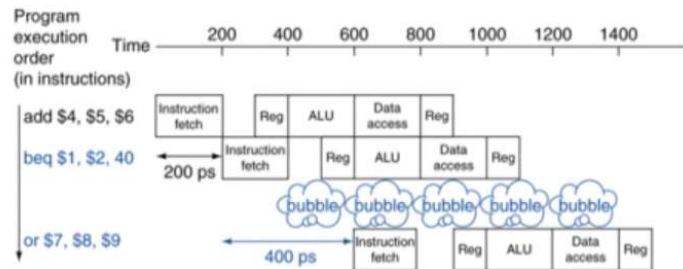 Program
execution
order
(in instructions)
Time
200 400 600 800 1000 1200 1400
add $4, $5, $6
Instruction
fetch
Reg
ALU
Data
access
Reg
beq $1, $2, 40
200 ps
Instruction
fetch
Reg
ALU
Data
access
Reg
bubble bubble bubble bubble bubble
or $7, $8, $9
400 ps
Instruction
fetch
Reg
ALU
Data
access
Reg